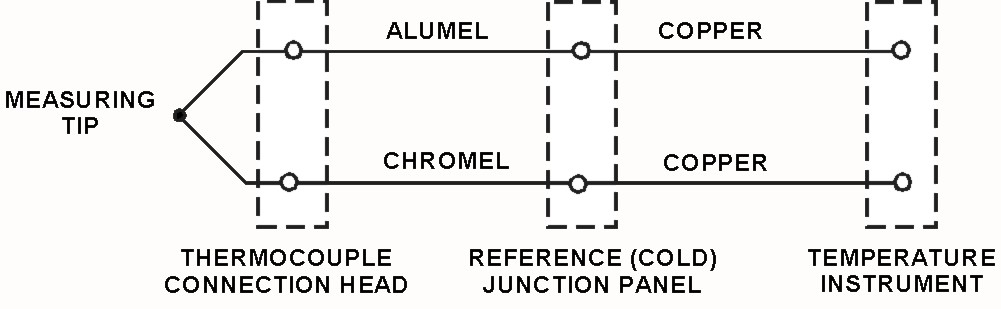 ALUMEL
COPPER
MEASURING
TIP
CHROMEL
COPPER
THERMOCOUPLE
CONNECTION HEAD
REFERENCE (COLD)
JUNCTION PANEL
TEMPERATURE
INSTRUMENT